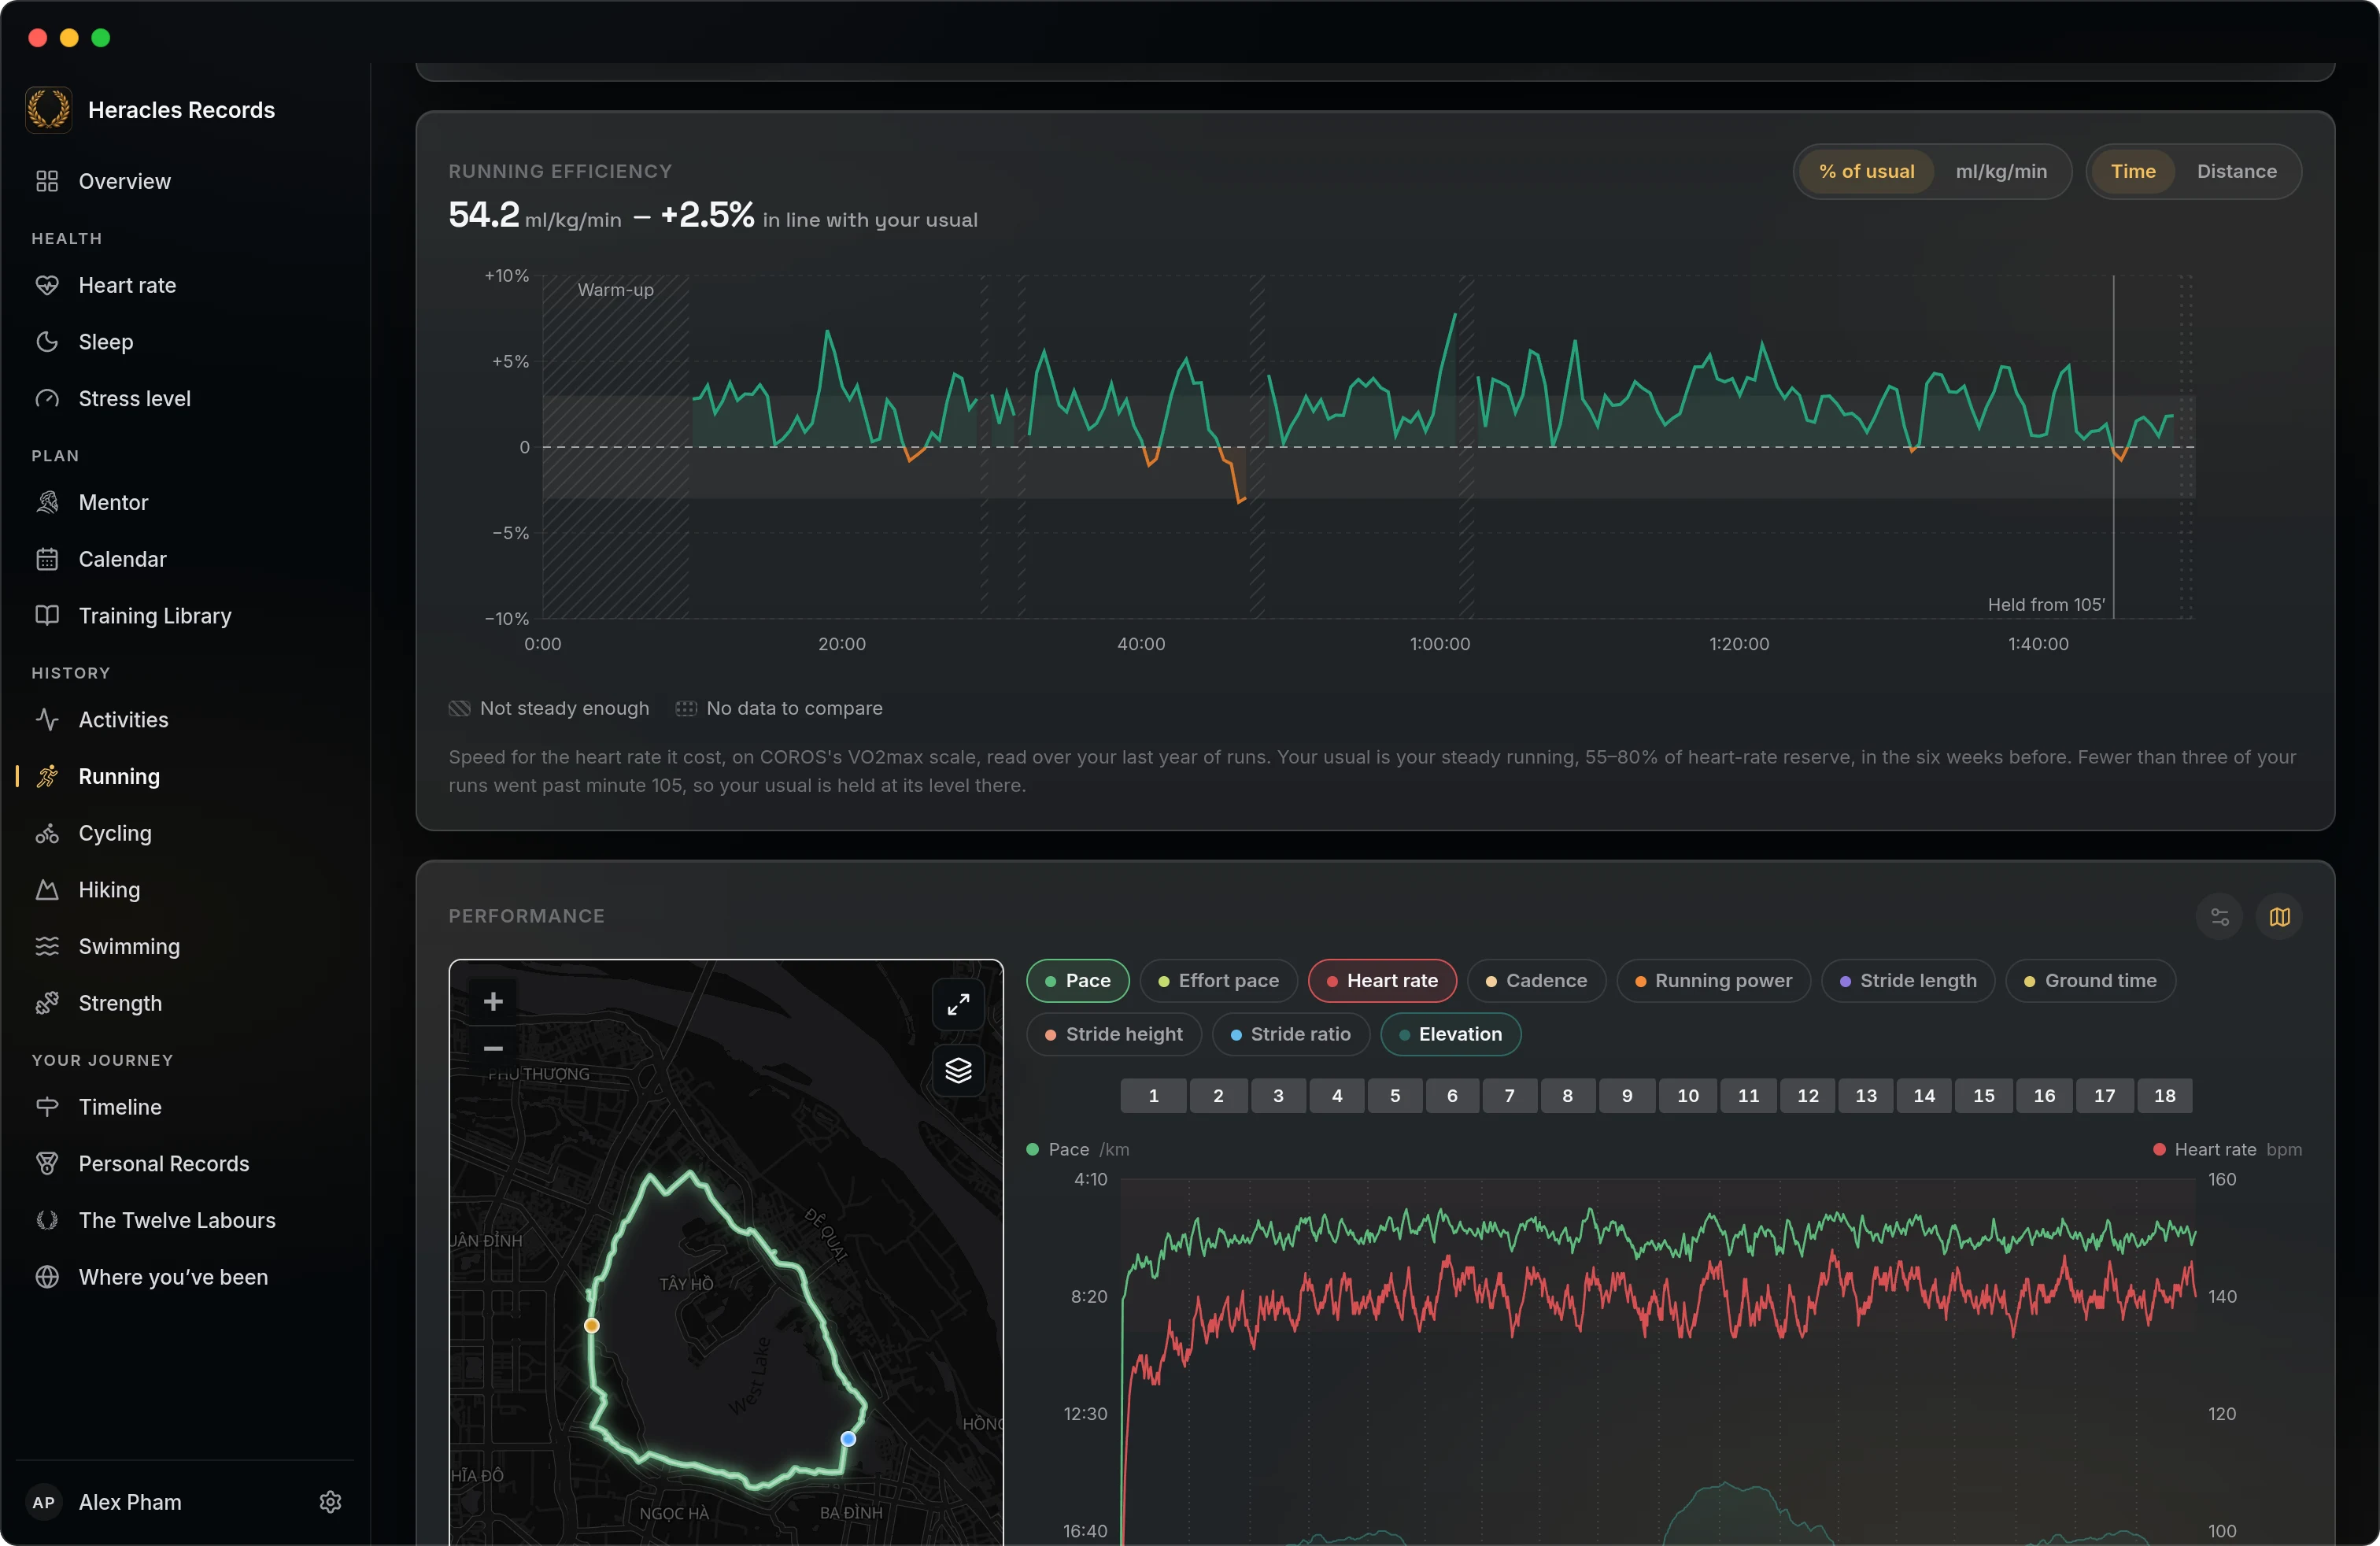 Heracles Records
Overview
HEALTH
Heart rate
Sleep
Stress level
PLAN
Mentor
Calendar
Training Library
HISTORY
Activities
Running
Cycling
Hiking
Swimming
Strength
YOUR JOURNEY
Timeline
Personal Records
The Twelve Labours
Where you’ve been
AP Alex Pham
RUNNING EFFICIENCY
% of usual ml/kg/min Time Distance
54.2 ml/kg/min – +2.5% in line with your usual
+10%
Warm-up
+5%
0
−5%
Held from 105′
−10%
0:00 20:00 40:00 1:00:00 1:20:00 1:40:00
Not steady enough No data to compare
Speed for the heart rate it cost, on COROS's VO2max scale, read over your last year of runs. Your usual is your steady running, 55–80% of heart-rate reserve, in the six weeks before. Fewer than three of your
runs went past minute 105, so your usual is held at its level there.
PERFORMANCE
+
−
PHÚ THƯỢNG
ĐÊ QUAI
UÂN ĐỈNH
TÂY HỒ
West Lake
HỒNG
HĨA ĐÔ
NGỌC HÀ
BA ĐÌNH
Pace Effort pace Heart rate Cadence Running power Stride length Ground time
Stride height Stride ratio Elevation
1 2 3 4 5 6 7 8 9 10 11 12 13 14 15 16 17 18
Pace /km Heart rate bpm
4:10 160
8:20 140
12:30 120
16:40 100